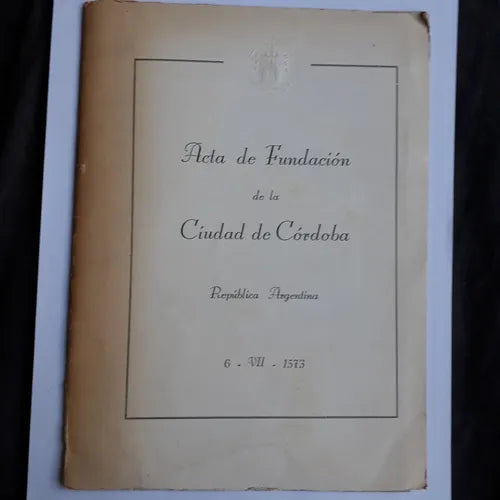 Acta de Fundación
de la
Ciudad de Córdoba
República Argentina
6 - VII - 1573